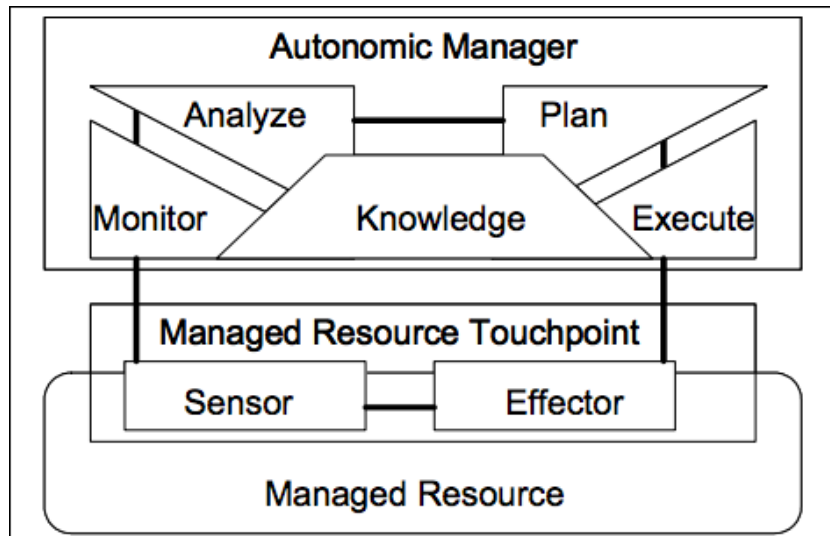 Autonomic Manager
Analyze
Plan
Monitor
Knowledge
Execute
Managed Resource Touchpoint
Sensor
Effector
Managed Resource